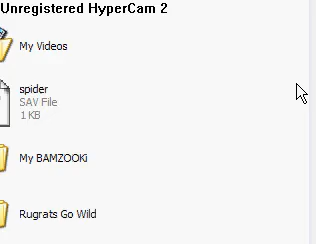 Unregistered HyperCam 2
My Videos
spider
SAV File
1 KB
My BAMZOOKi
Rugrats Go Wild